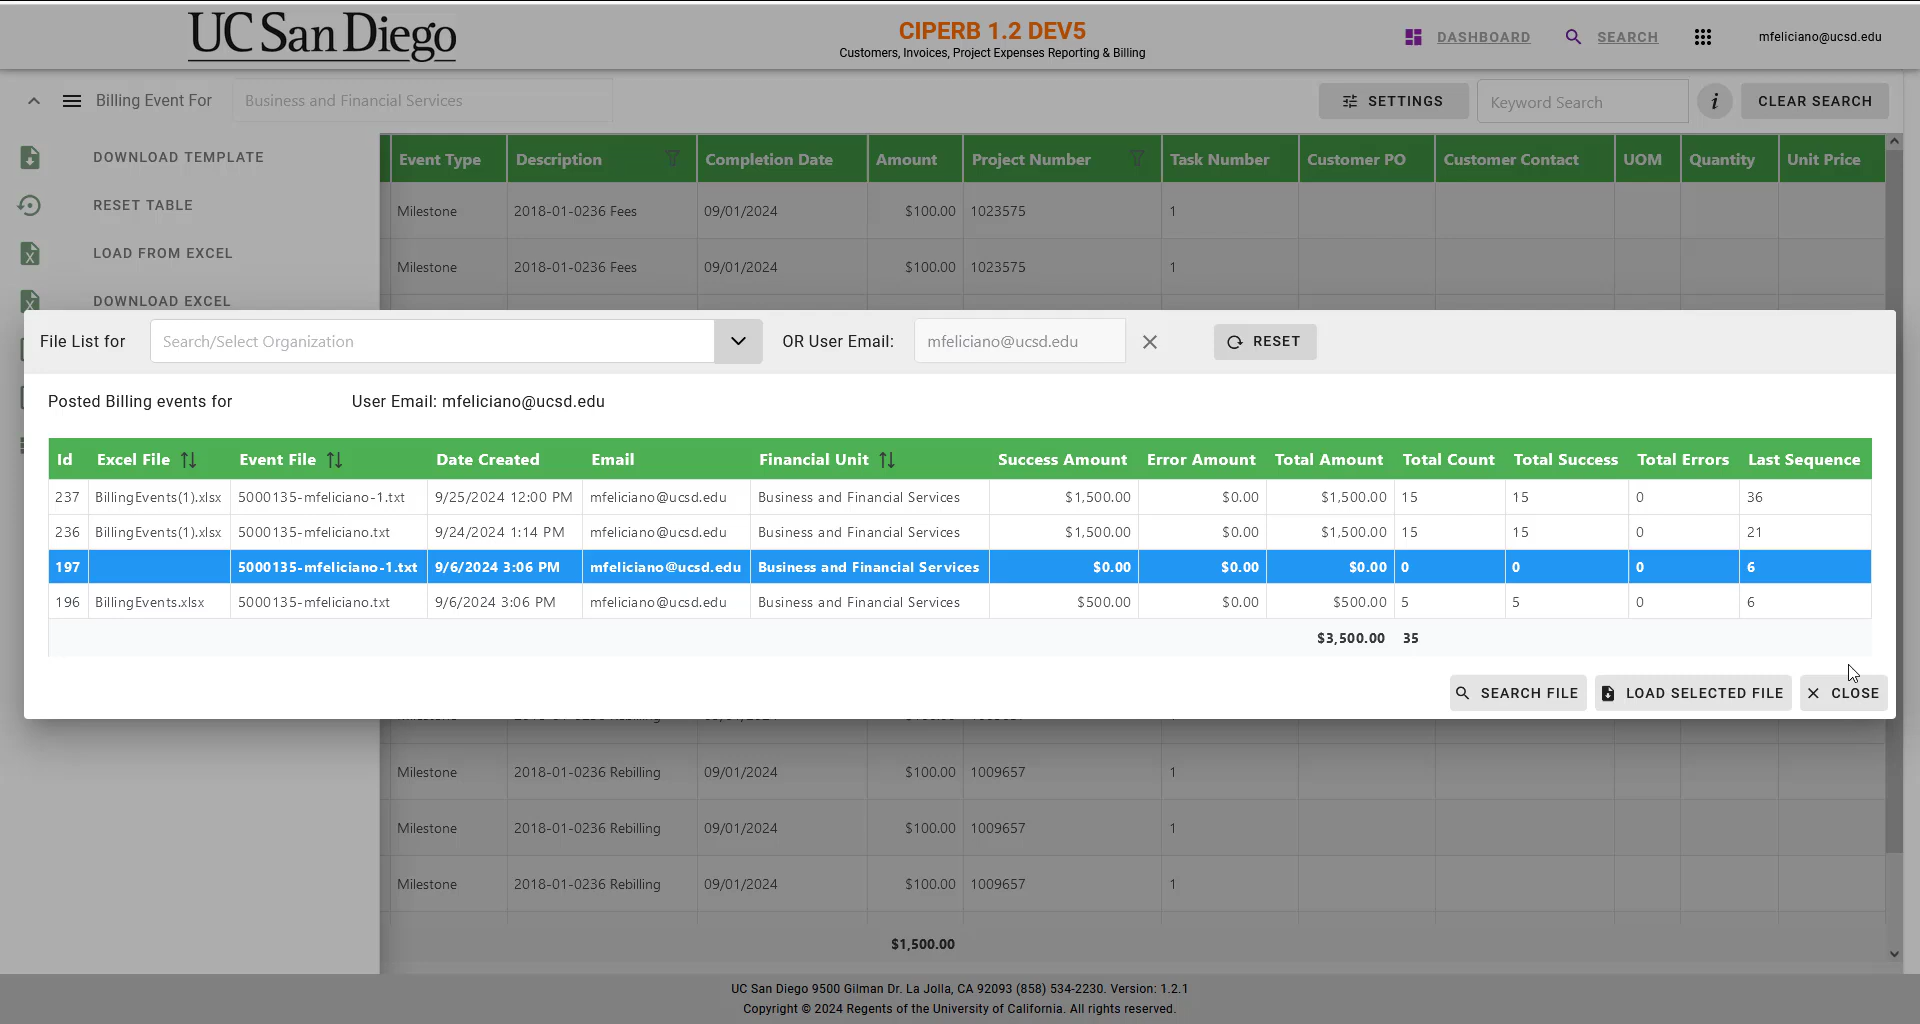 UC San Diego
CIPERB 1.2 DEV5
Customers, Invoices, Project Expenses Reporting & Billing
DASHBOARD
SEARCH
mfeliciano@ucsd.edu
Billing Event For
Business and Financial Services
SETTINGS
Keyword Search
i
CLEAR SEARCH
DOWNLOAD TEMPLATE
RESET TABLE
LOAD FROM EXCEL
DOWNLOAD EXCEL
Event Type Description Completion Date Amount Project Number Task Number Customer PO Customer Contact UOM Quantity Unit Price
Milestone 2018-01-0236 Fees 09/01/2024 $100.00 1023575 1
Milestone 2018-01-0236 Fees 09/01/2024 $100.00 1023575 1
File List for
Search/Select Organization
OR User Email:
mfeliciano@ucsd.edu
RESET
Posted Billing events for
User Email: mfeliciano@ucsd.edu
Id Excel File Event File Date Created Email Financial Unit Success Amount Error Amount Total Amount Total Count Total Success Total Errors Last Sequence
237 BillingEvents(1).xlsx 5000135-mfeliciano-1.txt 9/25/2024 12:00 PM mfeliciano@ucsd.edu Business and Financial Services $1,500.00 $0.00 $1,500.00 15 15 0 36
236 BillingEvents(1).xlsx 5000135-mfeliciano.txt 9/24/2024 1:14 PM mfeliciano@ucsd.edu Business and Financial Services $1,500.00 $0.00 $1,500.00 15 15 0 21
197 5000135-mfeliciano-1.txt 9/6/2024 3:06 PM mfeliciano@ucsd.edu Business and Financial Services $0.00 $0.00 $0.00 0 0 0 6
196 BillingEvents.xlsx 5000135-mfeliciano.txt 9/6/2024 3:06 PM mfeliciano@ucsd.edu Business and Financial Services $500.00 $0.00 $500.00 5 5 0 6
$3,500.00 35
SEARCH FILE
LOAD SELECTED FILE
CLOSE
Milestone 2018-01-0236 Rebilling 09/01/2024 $100.00 1009657 1
Milestone 2018-01-0236 Rebilling 09/01/2024 $100.00 1009657 1
Milestone 2018-01-0236 Rebilling 09/01/2024 $100.00 1009657 1
$1,500.00
UC San Diego 9500 Gilman Dr. La Jolla, CA 92093 (858) 534-2230. Version: 1.2.1
Copyright © 2024 Regents of the University of California. All rights reserved.